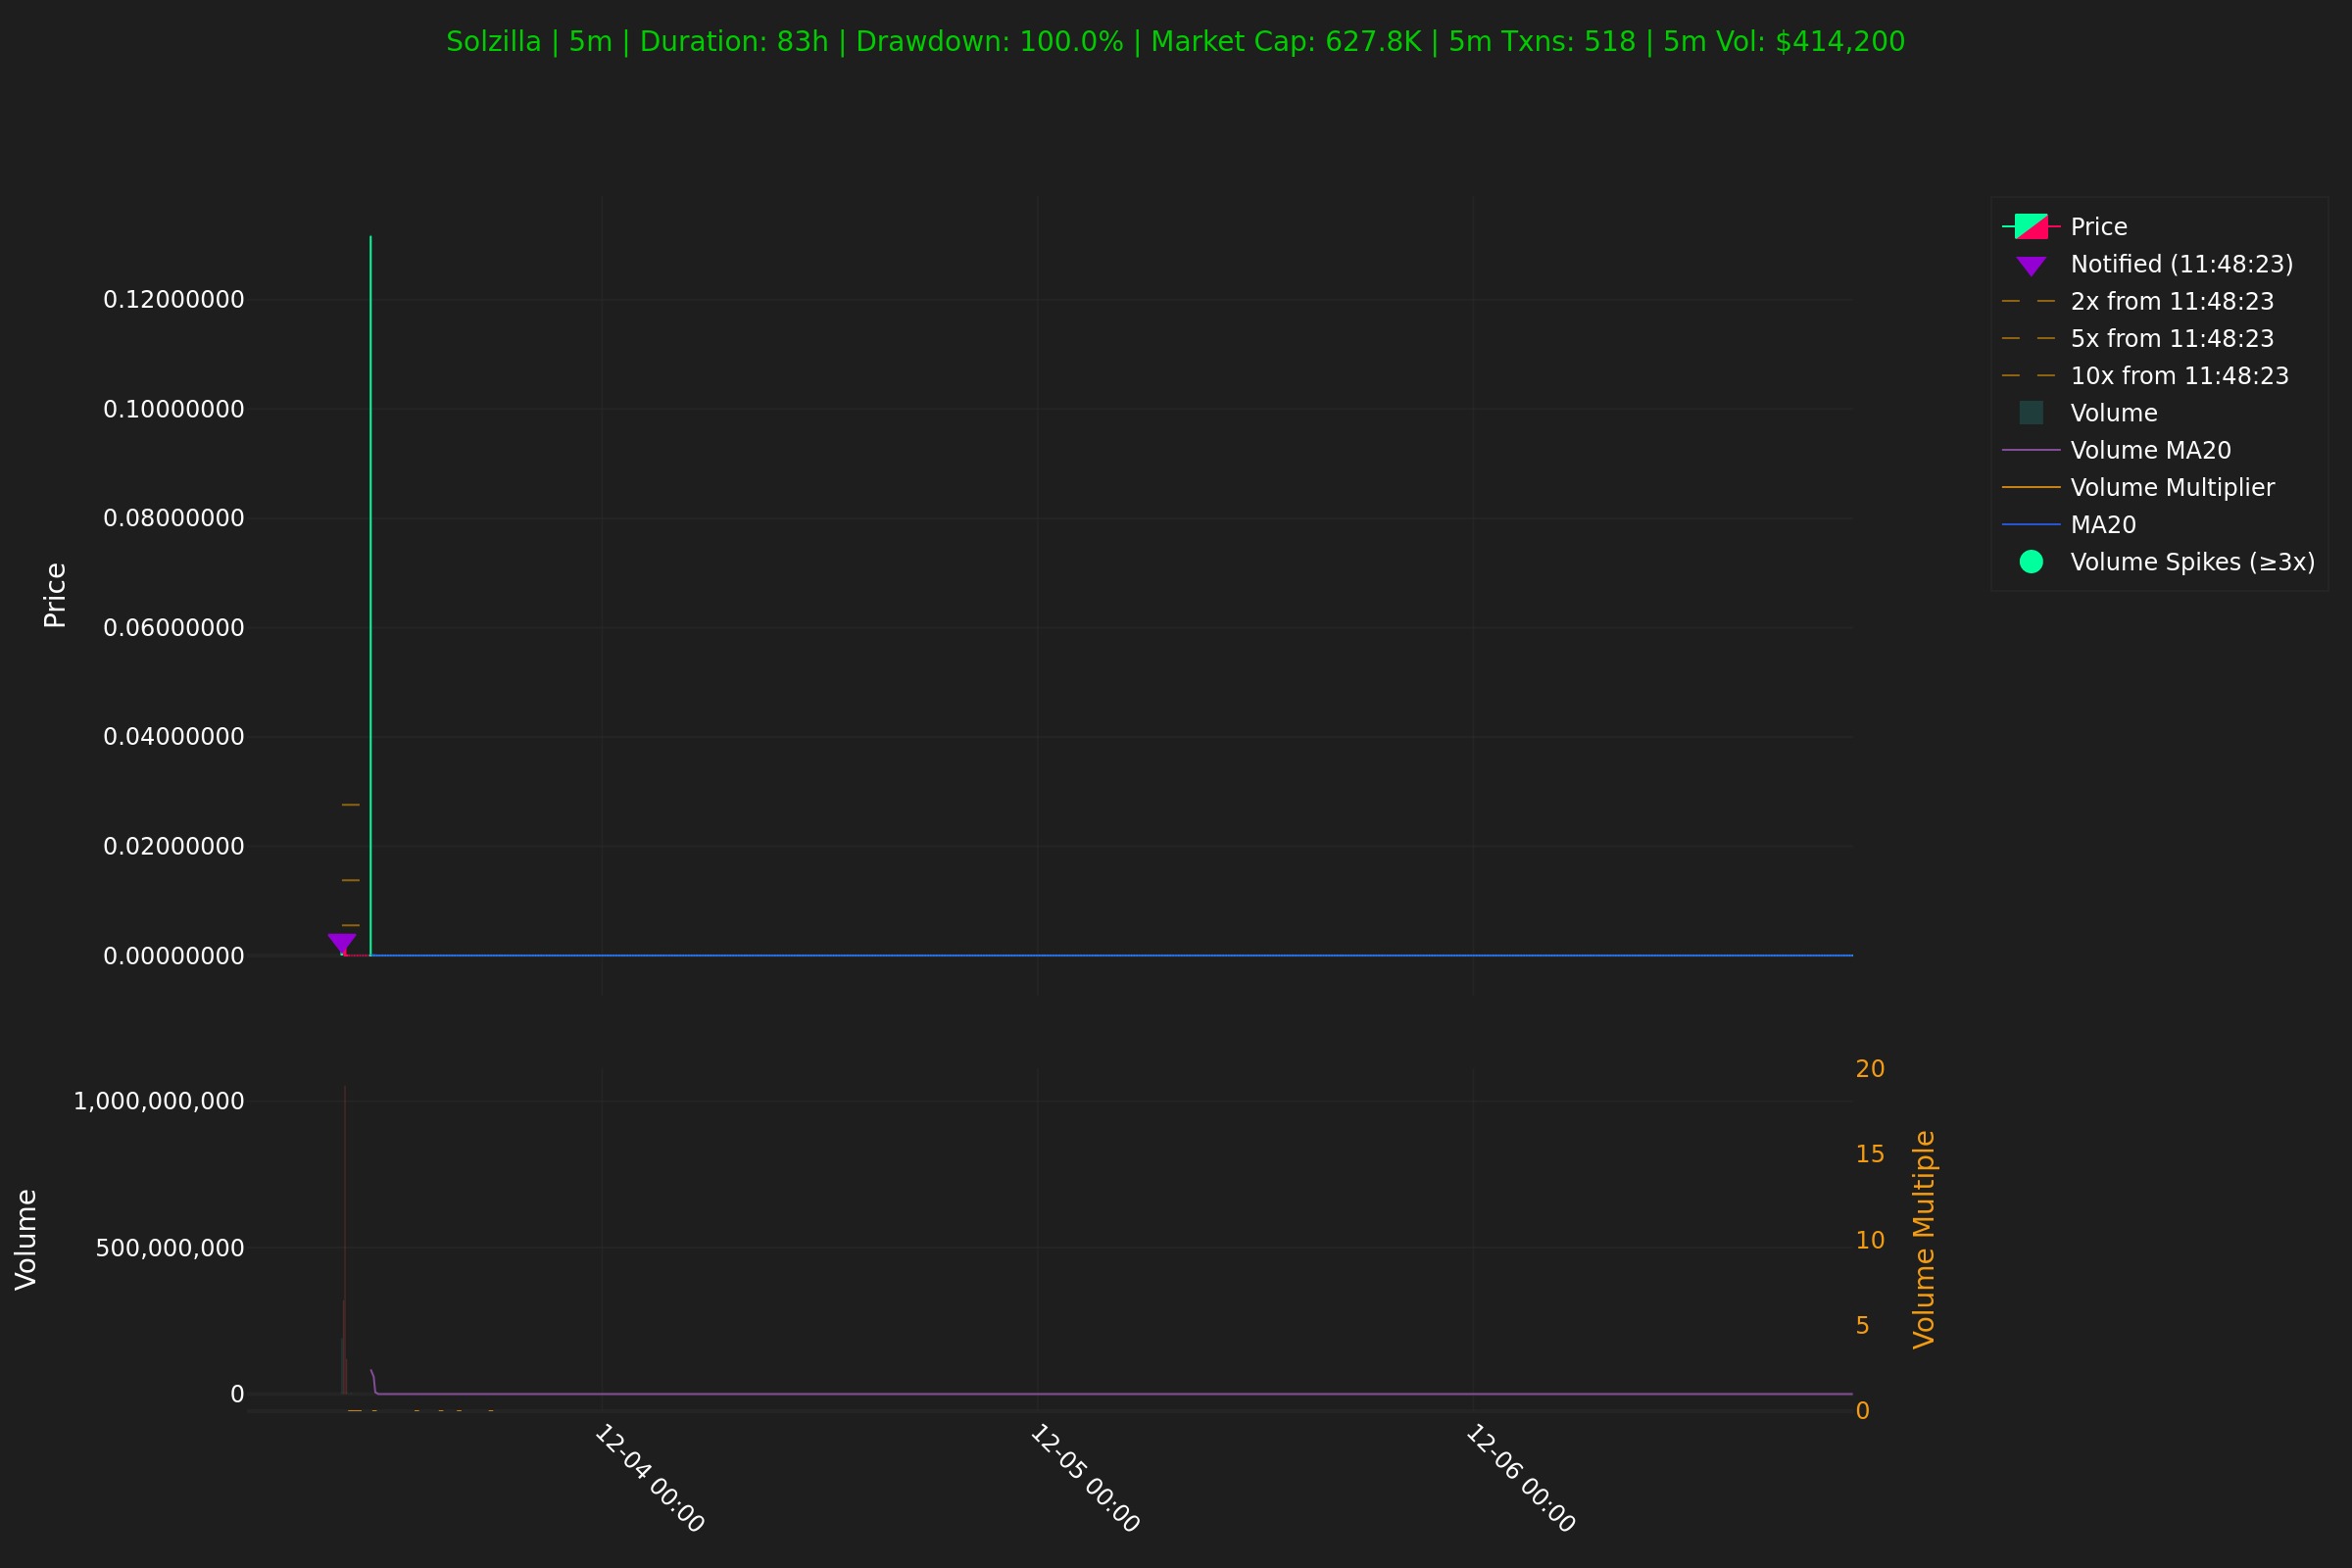 Solzilla | 5m | Duration: 83h | Drawdown: 100.0% | Market Cap: 627.8K | 5m Txns: 518 | 5m Vol: $414,200
Price
0.12000000
0.10000000
0.08000000
0.06000000
0.04000000
0.02000000
0.00000000
Price
Notified (11:48:23)
2x from 11:48:23
5x from 11:48:23
10x from 11:48:23
Volume
Volume MA20
Volume Multiplier
MA20
Volume Spikes (≥3x)
Volume
1,000,000,000
500,000,000
0
20
15
10
5
0
Volume Multiple
12-04 00:00
12-05 00:00
12-06 00:00